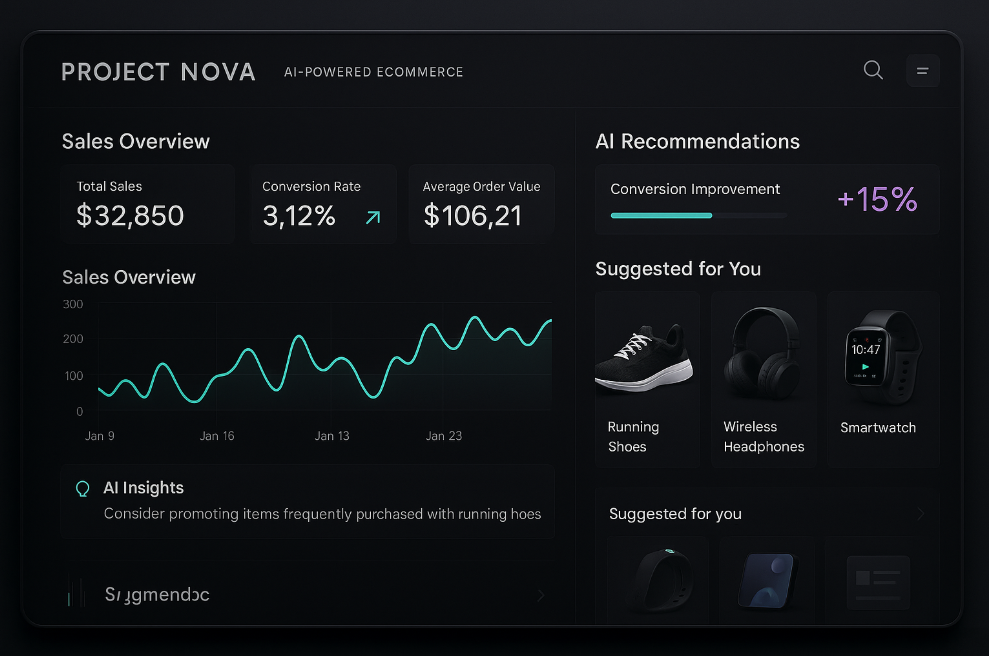 PROJECT NOVA
AI-POWERED ECOMMERCE
Sales Overview
Total Sales
$32,850
Conversion Rate
3,12%
Average Order Value
$106,21
Sales Overview
300
200
100
0
Jan 9
Jan 16
Jan 13
Jan 23
AI Insights
Consider promoting items frequently purchased with running hoes
AI Recommendations
Conversion Improvement
+15%
Suggested for You
10:47
Running
Shoes
Wireless
Headphones
Smartwatch
Suggested for you